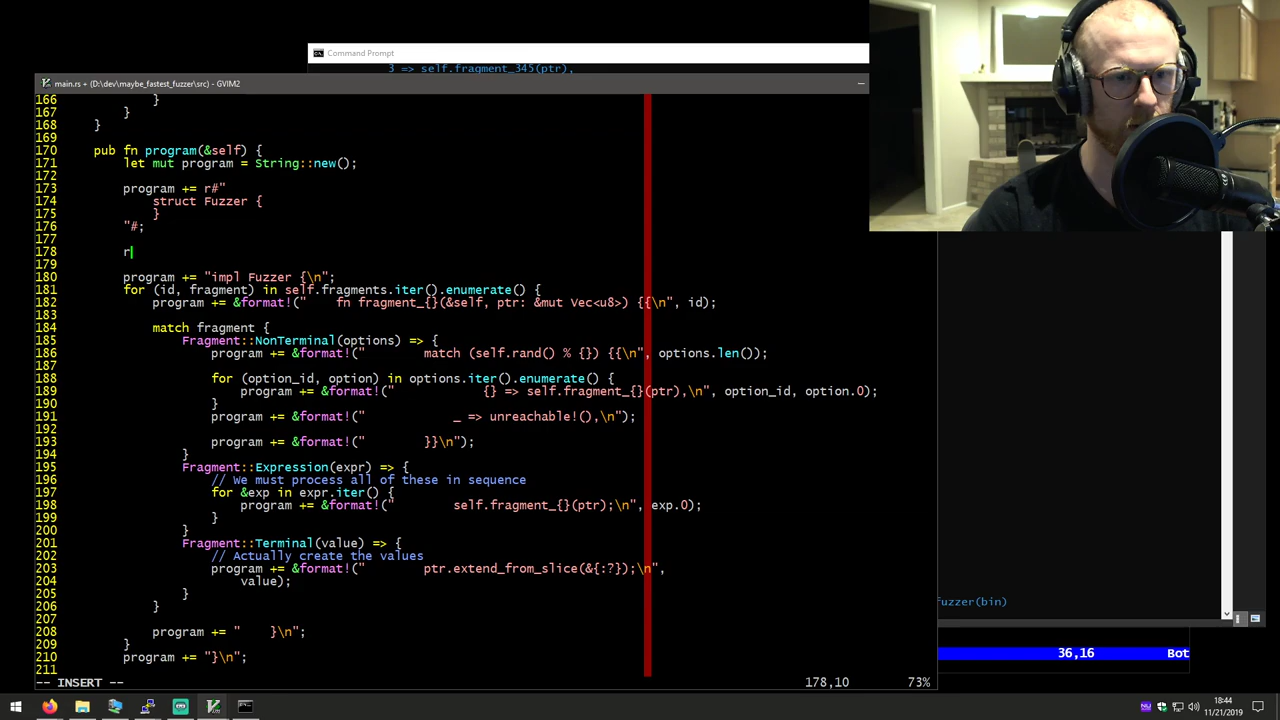 Command Prompt
3 => self.fragment_345(ptr),
main.rs + (D:\dev\maybe_fastest_fuzzer\src) - GVIM2
166             }
167         }
168     }
169
170     pub fn program(&self) {
171         let mut program = String::new();
172
173         program += r#"
174             struct Fuzzer {
175             }
176         "#;
177
178         r
179
180         program += "impl Fuzzer {\n";
181         for (id, fragment) in self.fragments.iter().enumerate() {
182             program += &format!("    fn fragment_{}(&self, ptr: &mut Vec<u8>) {{\n", id);
183
184             match fragment {
185                 Fragment::NonTerminal(options) => {
186                     program += &format!("        match (self.rand() % {}) {{\n", options.len());
187
188                     for (option_id, option) in options.iter().enumerate() {
189                         program += &format!("            {} => self.fragment_{}(ptr),\n", option_id, option.0);
190                     }
191                     program += &format!("            _ => unreachable!(),\n");
192
193                     program += &format!("        }}\n");
194                 }
195                 Fragment::Expression(expr) => {
196                     // We must process all of these in sequence
197                     for &exp in expr.iter() {
198                         program += &format!("        self.fragment_{}(ptr);\n", exp.0);
199                     }
200                 }
201                 Fragment::Terminal(value) => {
202                     // Actually create the values
203                     program += &format!("        ptr.extend_from_slice(&{:?});\n",
204                         value);
205                 }
206             }
207
208             program += "    }\n";
209         }
210         program += "}\n";
211
-- INSERT --
178,10
73%
fuzzer(bin)
36,16
Bot
18:44
11/21/2019